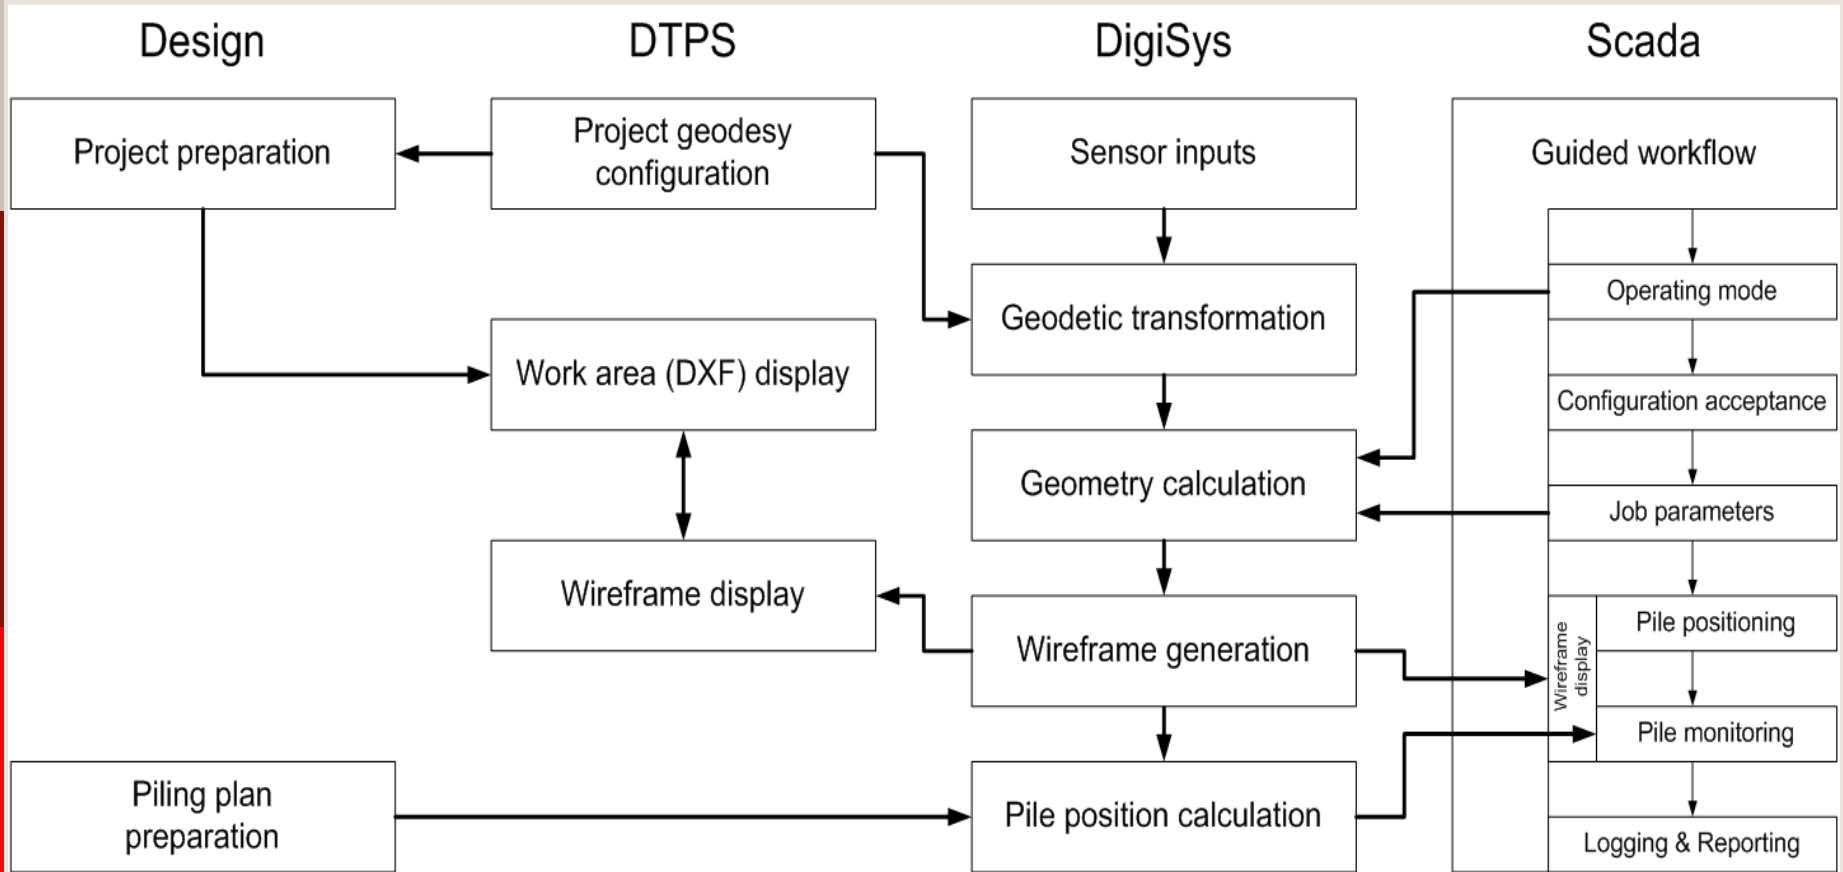 Design
DTPS
DigiSys
Scada
Project preparation
Project geodesy
configuration
Sensor inputs
Guided workflow
Operating mode
Geodetic transformation
Work area (DXF) display
Configuration acceptance
Geometry calculation
Job parameters
Wireframe display
Wireframe generation
Wireframe
display
Pile positioning
Pile monitoring
Piling plan
preparation
Pile position calculation
Logging & Reporting